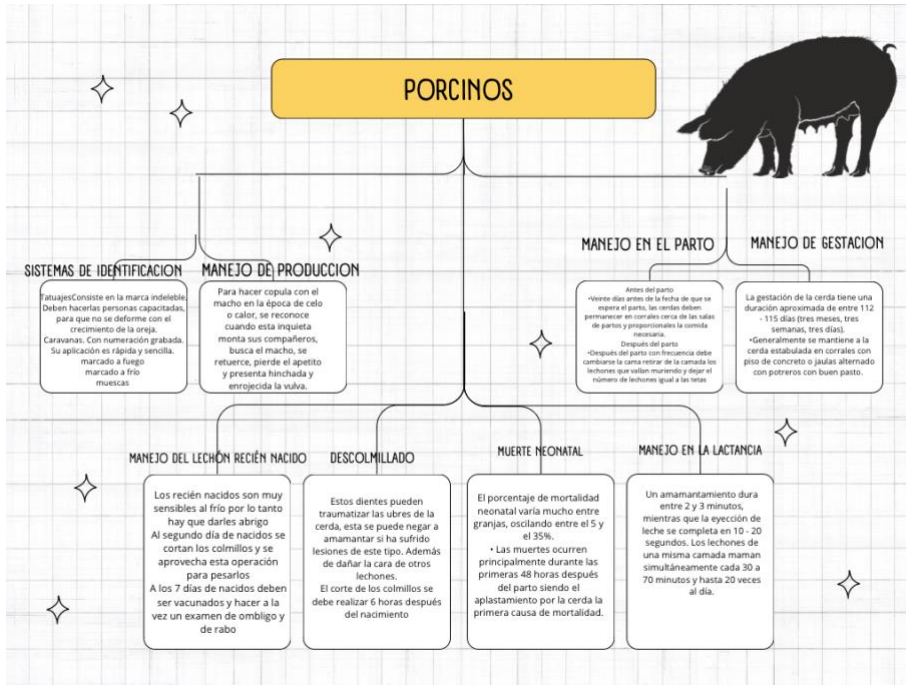 PORCINOS
SISTEMAS DE IDENTIFICACION
TatuajesConsiste en la marca indeleble.
Deben hacerlas personas capacitadas,
para que no se deforme con el
crecimiento de la oreja.
Caravanas. Con numeración grabada.
Su aplicación es rápida y sencilla.
marcado a fuego
marcado a frío
muescas
MANEJO DE PRODUCCION
Para hacer copula con el
macho en la época de celo
o calor, se reconoce
cuando esta inquieta
monta sus compañeros,
busca el macho, se
retuerce, pierde el apetito
y presenta hinchada y
enrojecida la vulva.
MANEJO EN EL PARTO
Antes del parto
•Veinte días antes de la fecha de que se
espera el parto, las cerdas deben
permanecer en corrales cerca de las salas
de partos y proporcionales la comida
necesaria.
Después del parto
•Después del parto con frecuencia debe
cambiarse la cama retirar de la camada los
lechones que vallan muriendo y dejar el
número de lechones igual a las tetas
MANEJO DE GESTACION
La gestación de la cerda tiene una
duración aproximada de entre 112
- 115 días (tres meses, tres
semanas, tres días).
•Generalmente se mantiene a la
cerda estabulada en corrales con
piso de concreto o jaulas alternado
con potreros con buen pasto.
MANEJO DEL LECHÓN RECIÉN NACIDO
Los recién nacidos son muy
sensibles al frío por lo tanto
hay que darles abrigo
Al segundo día de nacidos se
cortan los colmillos y se
aprovecha esta operación
para pesarlos
A los 7 días de nacidos deben
ser vacunados y hacer a la
vez un examen de ombligo y
de rabo
DESCOLMILLADO
Estos dientes pueden
traumatizar las ubres de la
cerda, esta se puede negar a
amamantar si ha sufrido
lesiones de este tipo. Además
de dañar la cara de otros
lechones.
El corte de los colmillos se
debe realizar 6 horas después
del nacimiento
MUERTE NEONATAL
El porcentaje de mortalidad
neonatal varía mucho entre
granjas, oscilando entre el 5 y
el 35%.
• Las muertes ocurren
principalmente durante las
primeras 48 horas después
del parto siendo el
aplastamiento por la cerda la
primera causa de mortalidad.
MANEJO EN LA LACTANCIA
Un amamantamiento dura
entre 2 y 3 minutos,
mientras que la eyección de
leche se completa en 10 - 20
segundos. Los lechones de
una misma camada maman
simultáneamente cada 30 a
70 minutos y hasta 20 veces
al día.